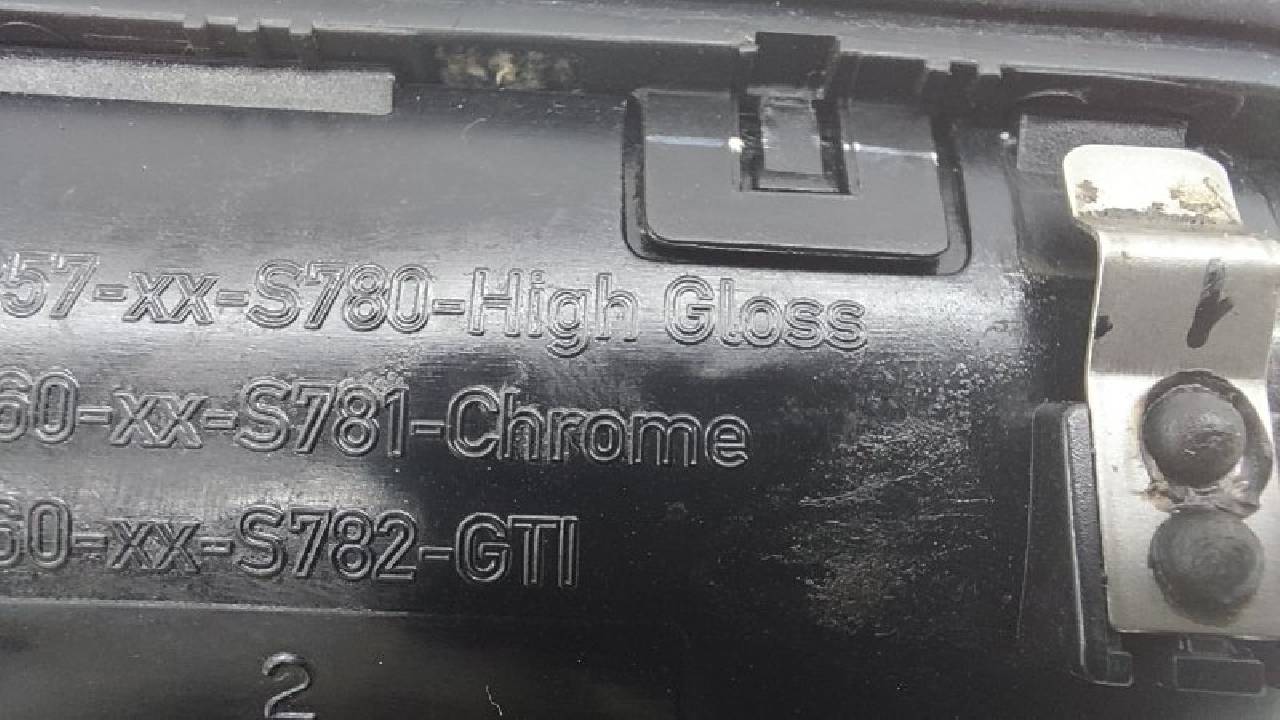 57-xx-S780-High Gloss
60-xx-S781-Chrome
60-xx-S782-GTI
2